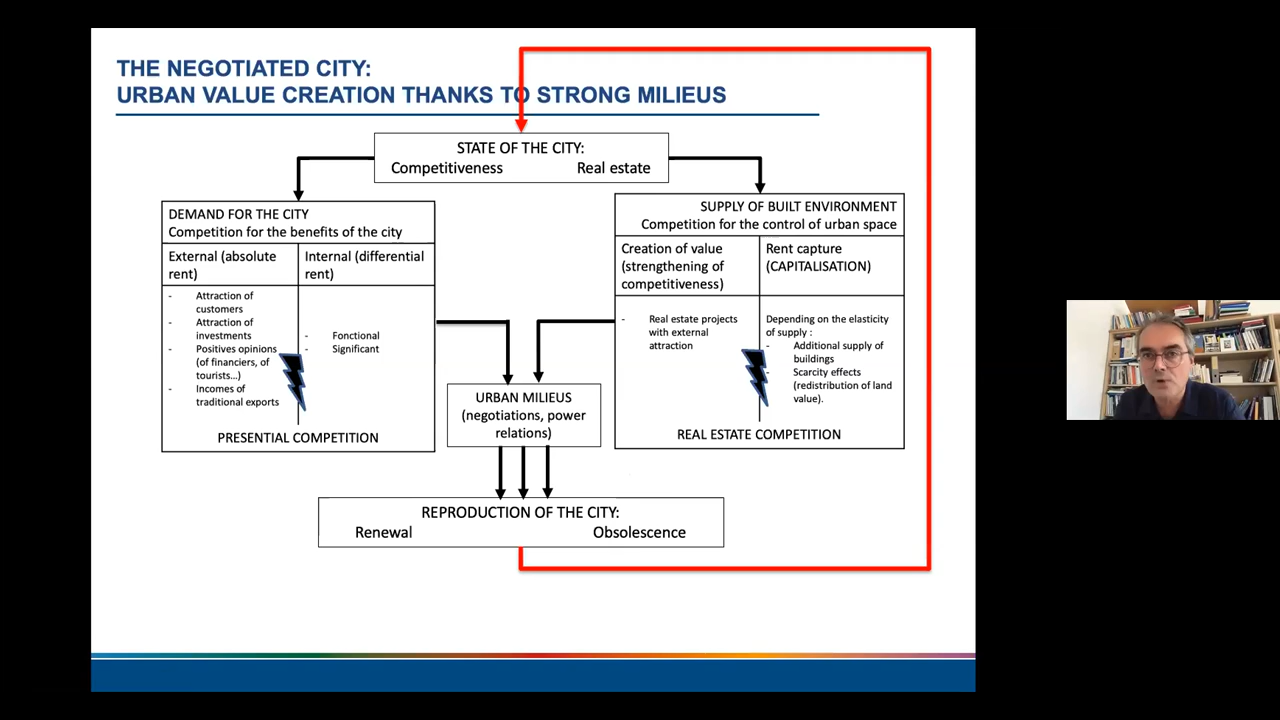 THE NEGOTIATED CITY:
URBAN VALUE CREATION THANKS TO STRONG MILIEUS
STATE OF THE CITY:
Competitiveness Real estate
DEMAND FOR THE CITY
Competition for the benefits of the city
External (absolute
rent)
Internal (differential
rent)
- Attraction of
customers
- Attraction of
investments
- Positives opinions
(of financiers, of
tourists...)
- Incomes of
traditional exports
- Fonctional
- Significant
PRESENTIAL COMPETITION
SUPPLY OF BUILT ENVIRONMENT
Competition for the control of urban space
Creation of value
(strengthening of
competitiveness)
Rent capture
(CAPITALISATION)
- Real estate projects
with external
attraction
Depending on the elasticity
of supply :
- Additional supply of
buildings
- Scarcity effects
(redistribution of land
value).
REAL ESTATE COMPETITION
URBAN MILIEUS
(negotiations, power
relations)
REPRODUCTION OF THE CITY:
Renewal Obsolescence